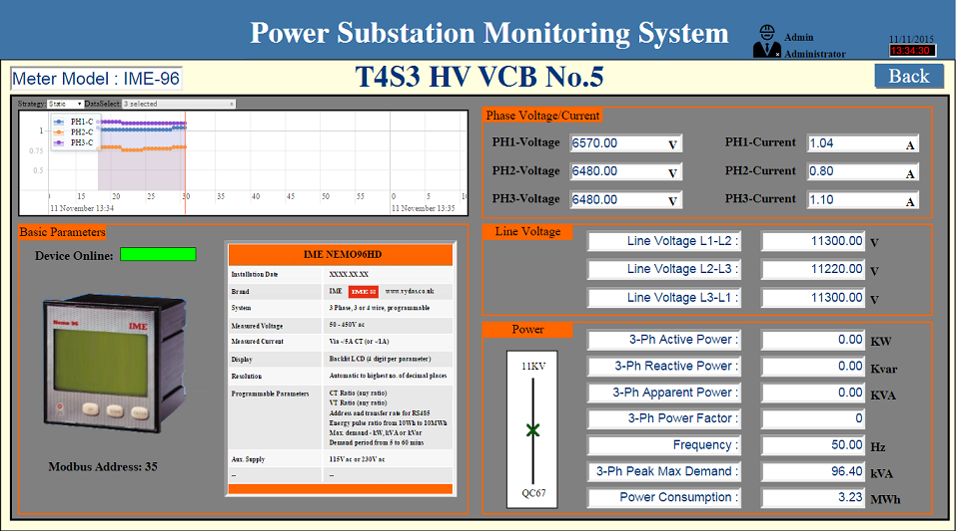 Power Substation Monitoring System
Admin
Administrator
11/11/2015
13:34:30
Meter Model : IME-96
T4S3 HV VCB No.5
Back
Strategy: Static DataSelect: 3 selected
PH1-C
PH2-C
PH3-C
1
0.75
0.5
15 20 25 30 35 40 45 50 55 0 5 10
11 November 13:34
11 November 13:35
Phase Voltage/Current
PH1-Voltage 6570.00 V PH1-Current 1.04 A
PH2-Voltage 6480.00 V PH2-Current 0.80 A
PH3-Voltage 6480.00 V PH3-Current 1.10 A
Basic Parameters
Device Online:
Nemo 96 IME
Modbus Address: 35
IME NEMO96HD
Installation Date XXXX.XX.XX
Brand IME IME www.xydas.co.uk
System 3 Phase, 3 or 4 wire, programmable
Measured Voltage 50 - 450V ac
Measured Current Via -/5A CT (or -/1A)
Display Backlit LCD (4 digit per parameter)
Resolution Automatic to highest no. of decimal places
Programmable Parameters CT Ratio (any ratio)
VT Ratio (any ratio)
Address and transfer rate for RS485
Energy pulse ratio from 10Wh to 10MWh
Max. demand - kW, kVA or kVar
Demand period from 5 to 60 mins
Aux. Supply 115V ac or 230V ac
-- --
Line Voltage
Line Voltage L1-L2 : 11300.00 V
Line Voltage L2-L3 : 11220.00 V
Line Voltage L3-L1 : 11300.00 V
Power
11KV
QC67
3-Ph Active Power : 0.00 KW
3-Ph Reactive Power : 0.00 Kvar
3-Ph Apparent Power : 0.00 KVA
3-Ph Power Factor : 0
Frequency : 50.00 Hz
3-Ph Peak Max Demand : 96.40 kVA
Power Consumption : 3.23 MWh